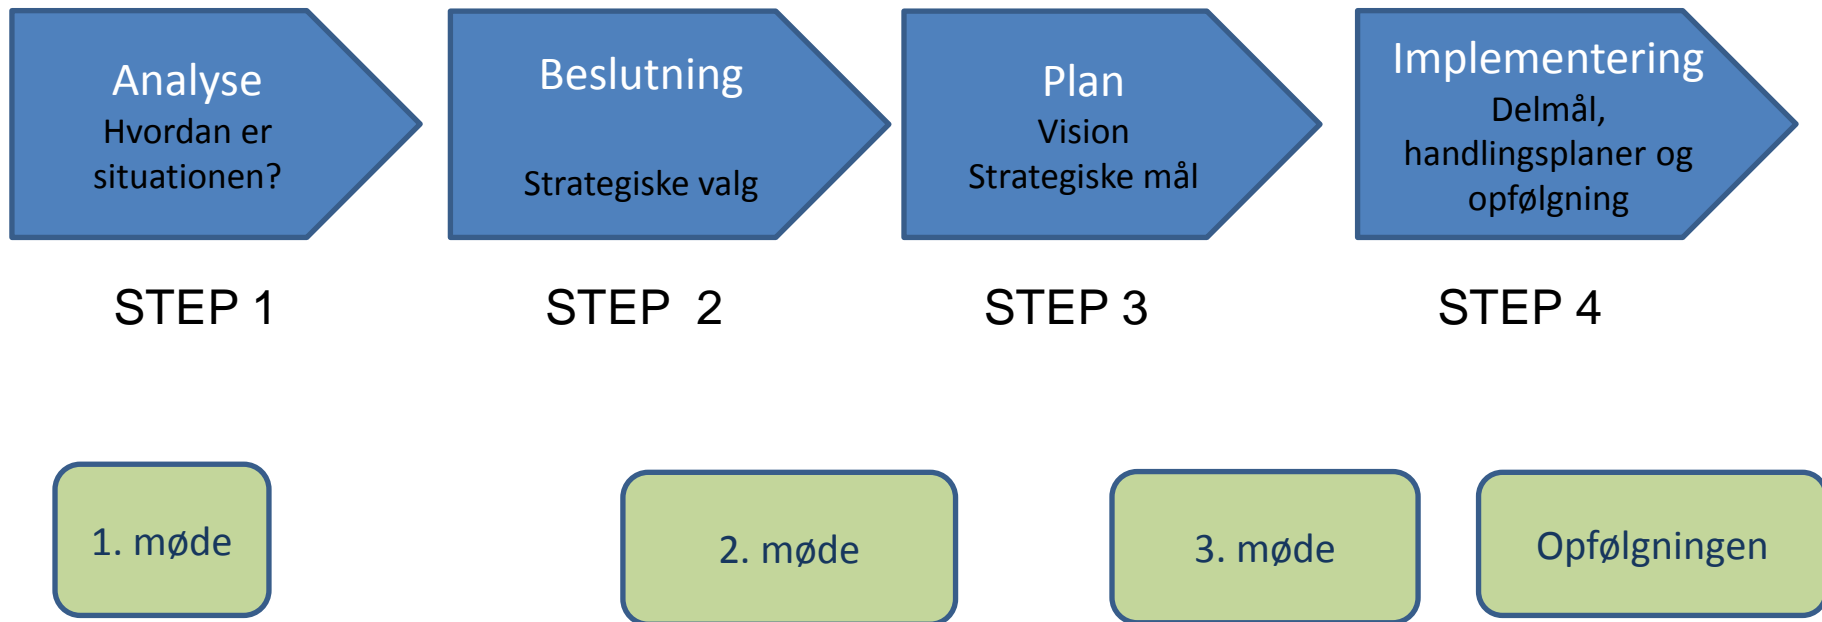 Analyse
Hvordan er
situationen?
Beslutning
Strategiske valg
Plan
Vision
Strategiske mål
Implementering
Delmål,
handlingsplaner og
opfølgning
STEP 1
STEP  2
STEP 3
STEP 4
1. møde
2. møde
3. møde
Opfølgningen